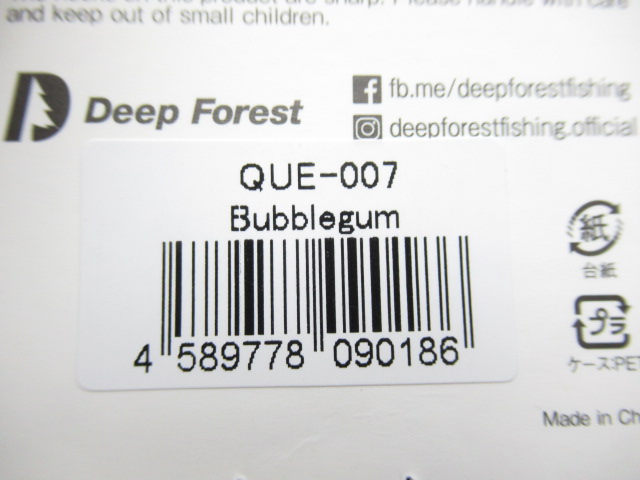 and keep out of small children.
Deep Forest
fb.me/deepforestfishing
deepforestfishing.official
QUE-007
Bubblegum
4 589778 090186
紙
台紙
プラ
ケース:PET
Made in Ch